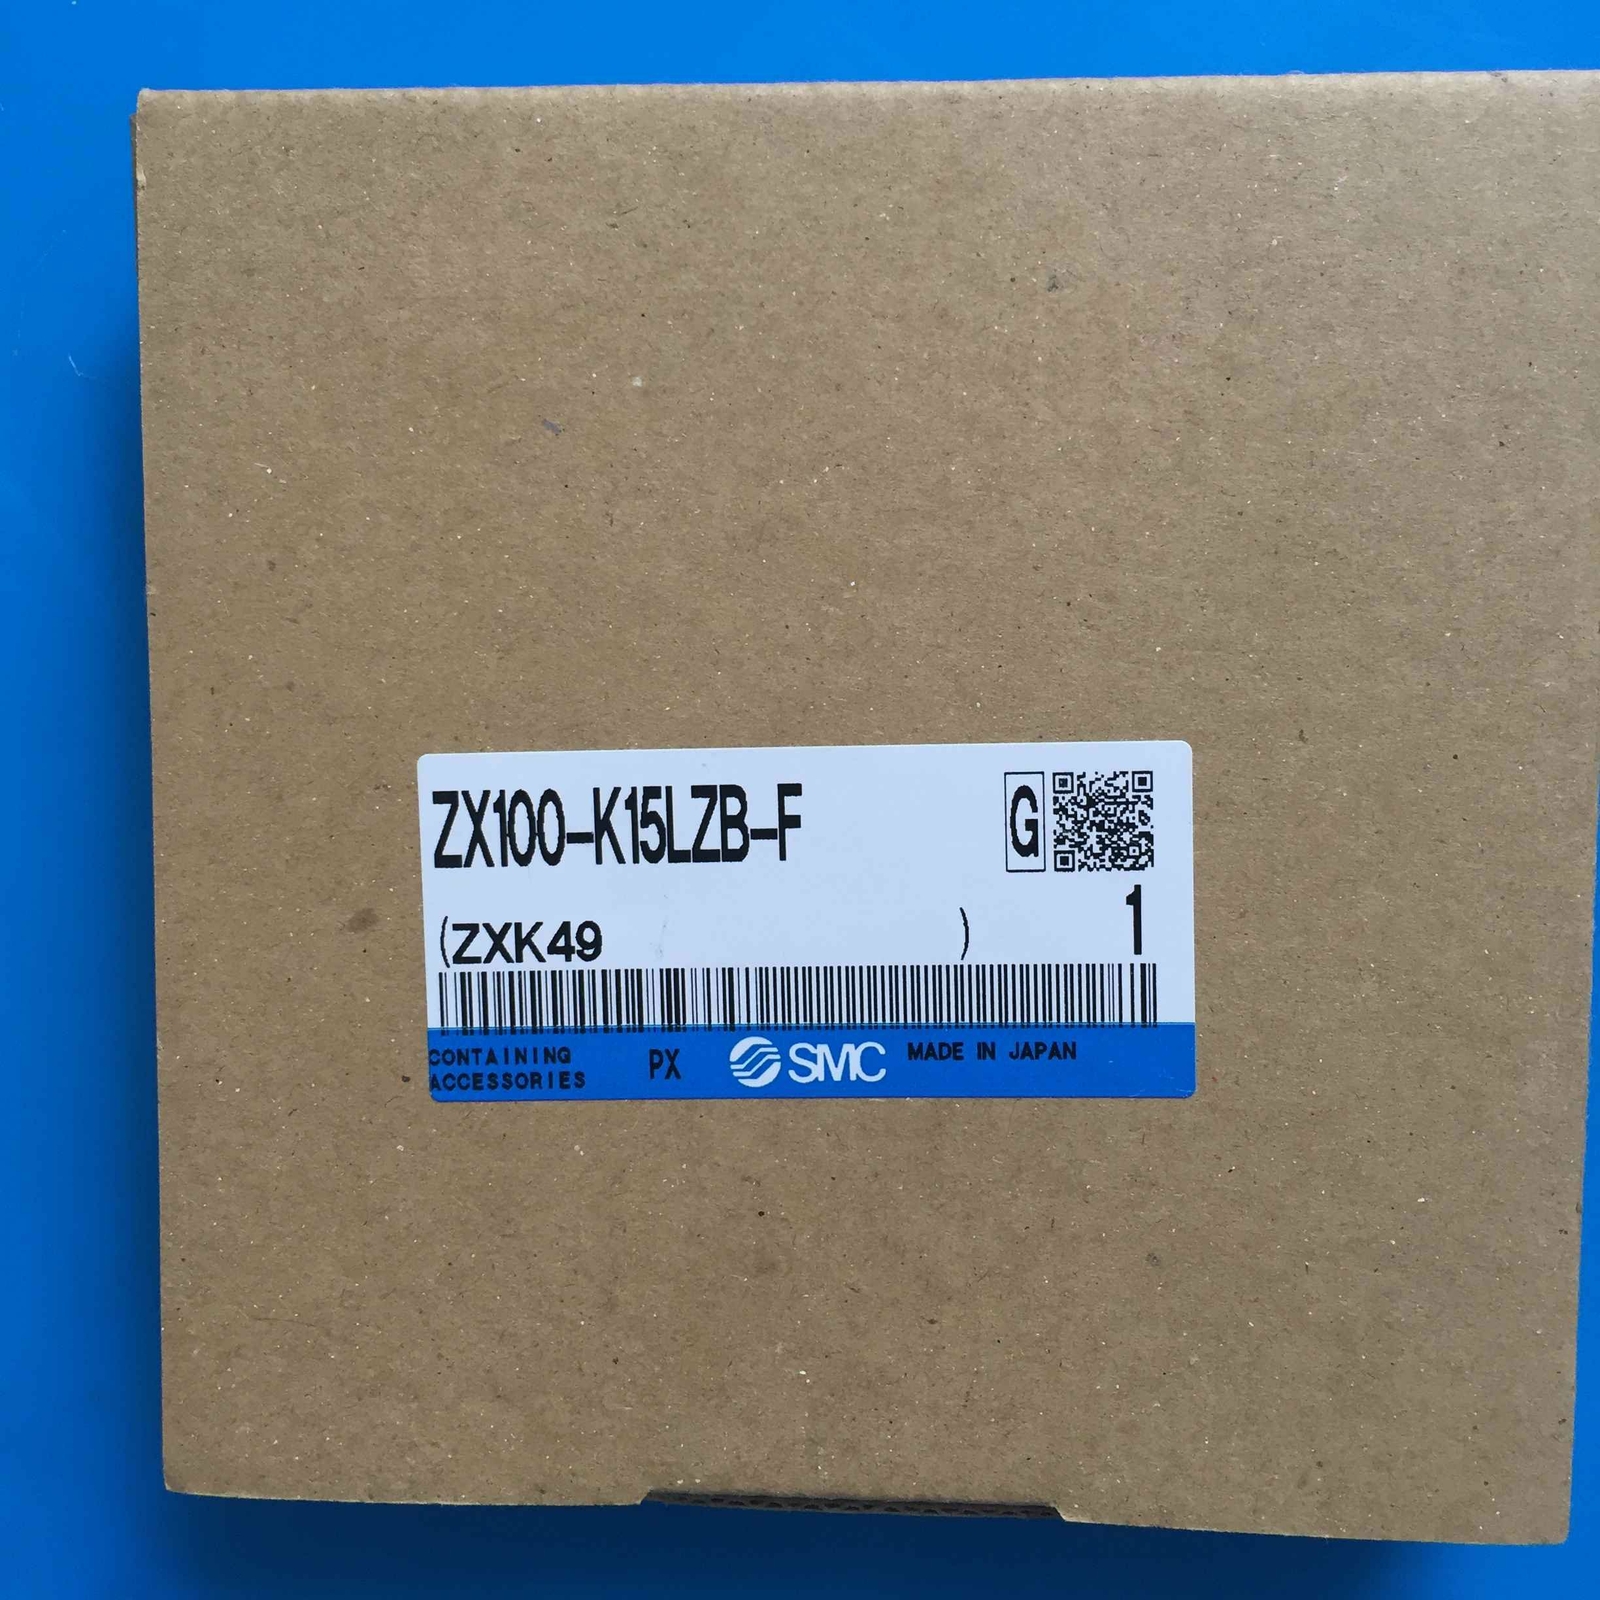 ZX100-K15LZB-F G
(ZXK49 ) 1
CONTAINING
ACCESSORIES
PX
SMC
MADE IN JAPAN